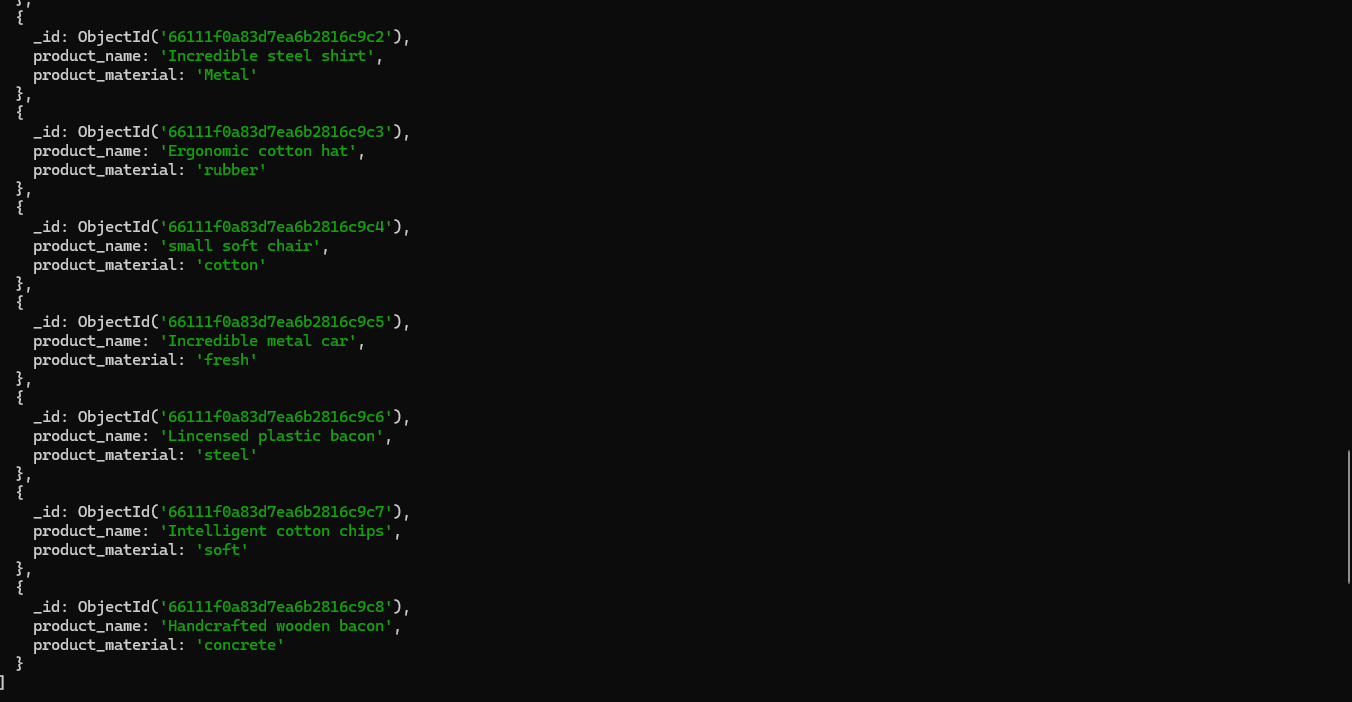 },
{
_id: ObjectId('66111f0a83d7ea6b2816c9c2'),
product_name: 'Incredible steel shirt',
product_material: 'Metal'
},
{
_id: ObjectId('66111f0a83d7ea6b2816c9c3'),
product_name: 'Ergonomic cotton hat',
product_material: 'rubber'
},
{
_id: ObjectId('66111f0a83d7ea6b2816c9c4'),
product_name: 'small soft chair',
product_material: 'cotton'
},
{
_id: ObjectId('66111f0a83d7ea6b2816c9c5'),
product_name: 'Incredible metal car',
product_material: 'fresh'
},
{
_id: ObjectId('66111f0a83d7ea6b2816c9c6'),
product_name: 'Lincensed plastic bacon',
product_material: 'steel'
},
{
_id: ObjectId('66111f0a83d7ea6b2816c9c7'),
product_name: 'Intelligent cotton chips',
product_material: 'soft'
},
{
_id: ObjectId('66111f0a83d7ea6b2816c9c8'),
product_name: 'Handcrafted wooden bacon',
product_material: 'concrete'
}
]